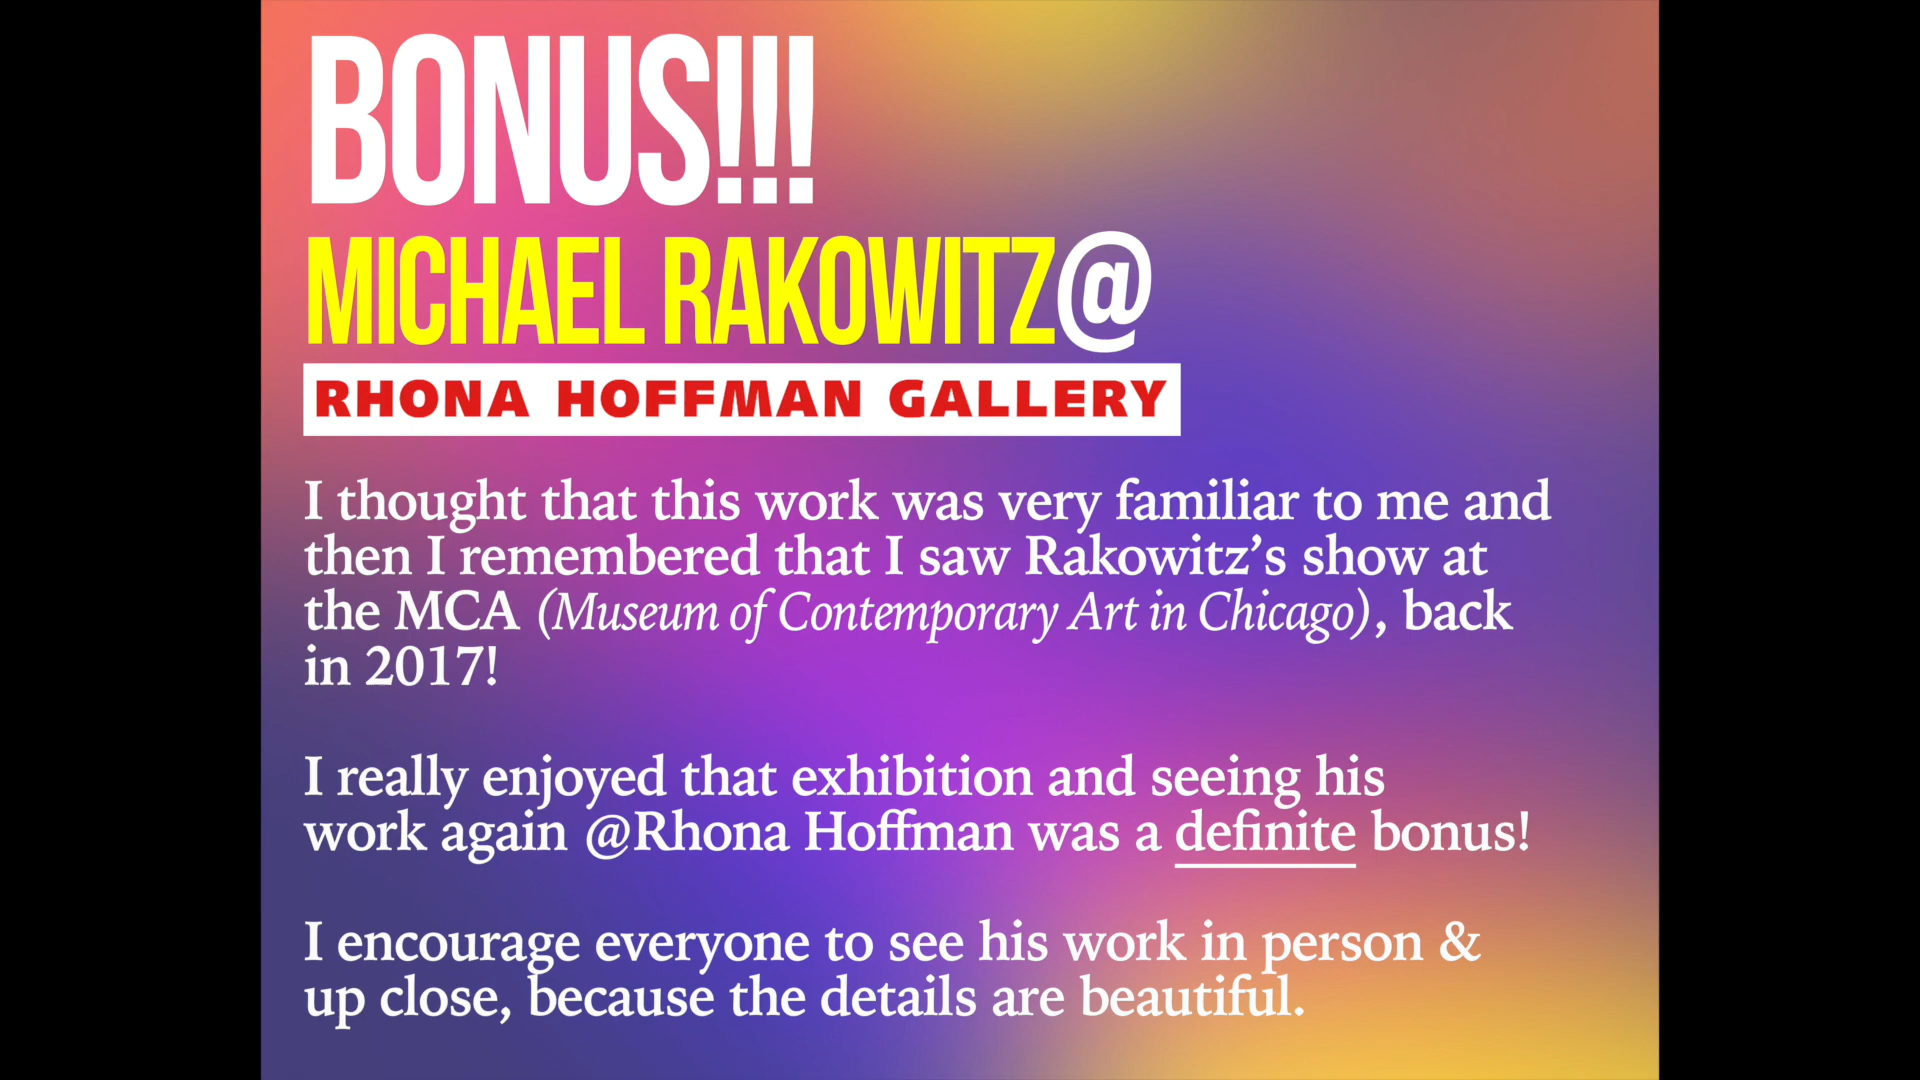 BONUS!!!
MICHAEL RAKOWITZ@
RHONA HOFFMAN GALLERY
I thought that this work was very familiar to me and
then I remembered that I saw Rakowitz’s show at
the MCA (Museum of Contemporary Art in Chicago), back
in 2017!
I really enjoyed that exhibition and seeing his
work again @Rhona Hoffman was a definite bonus!
I encourage everyone to see his work in person &
up close, because the details are beautiful.